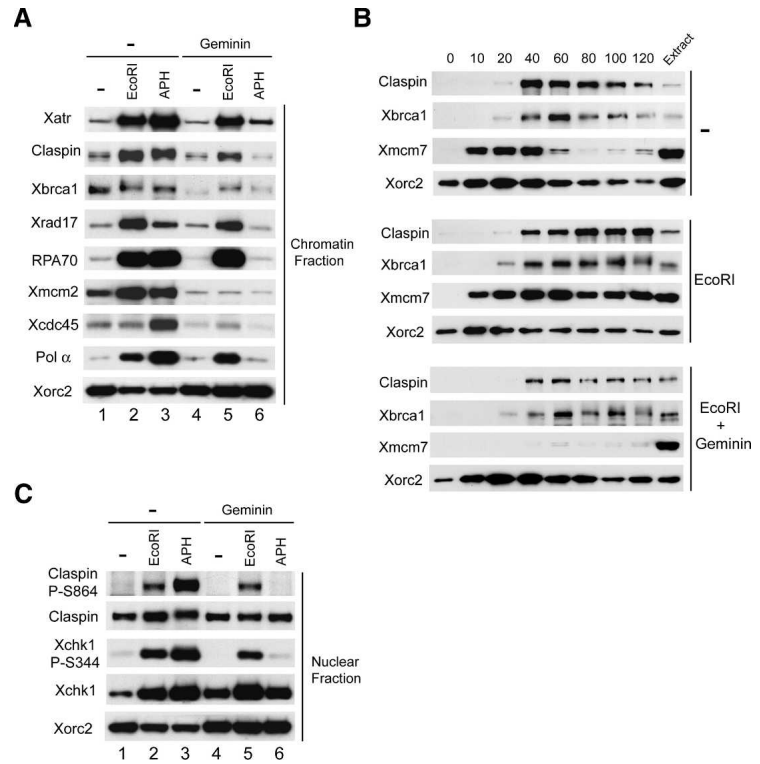 A
– Geminin
– EcoRI APH – EcoRI APH
Xatr
Claspin
Xbrca1
Xrad17
RPA70
Xmcm2
Xcdc45
Pol α
Xorc2
1 2 3 4 5 6
Chromatin
Fraction
B
0 10 20 40 60 80 100 120 Extract
Claspin
Xbrca1
Xmcm7
Xorc2
–
Claspin
Xbrca1
Xmcm7
Xorc2
EcoRI
Claspin
Xbrca1
Xmcm7
Xorc2
EcoRI
+
Geminin
C
– Geminin
– EcoRI APH – EcoRI APH
Claspin
P-S864
Claspin
Xchk1
P-S344
Xchk1
Xorc2
1 2 3 4 5 6
Nuclear
Fraction